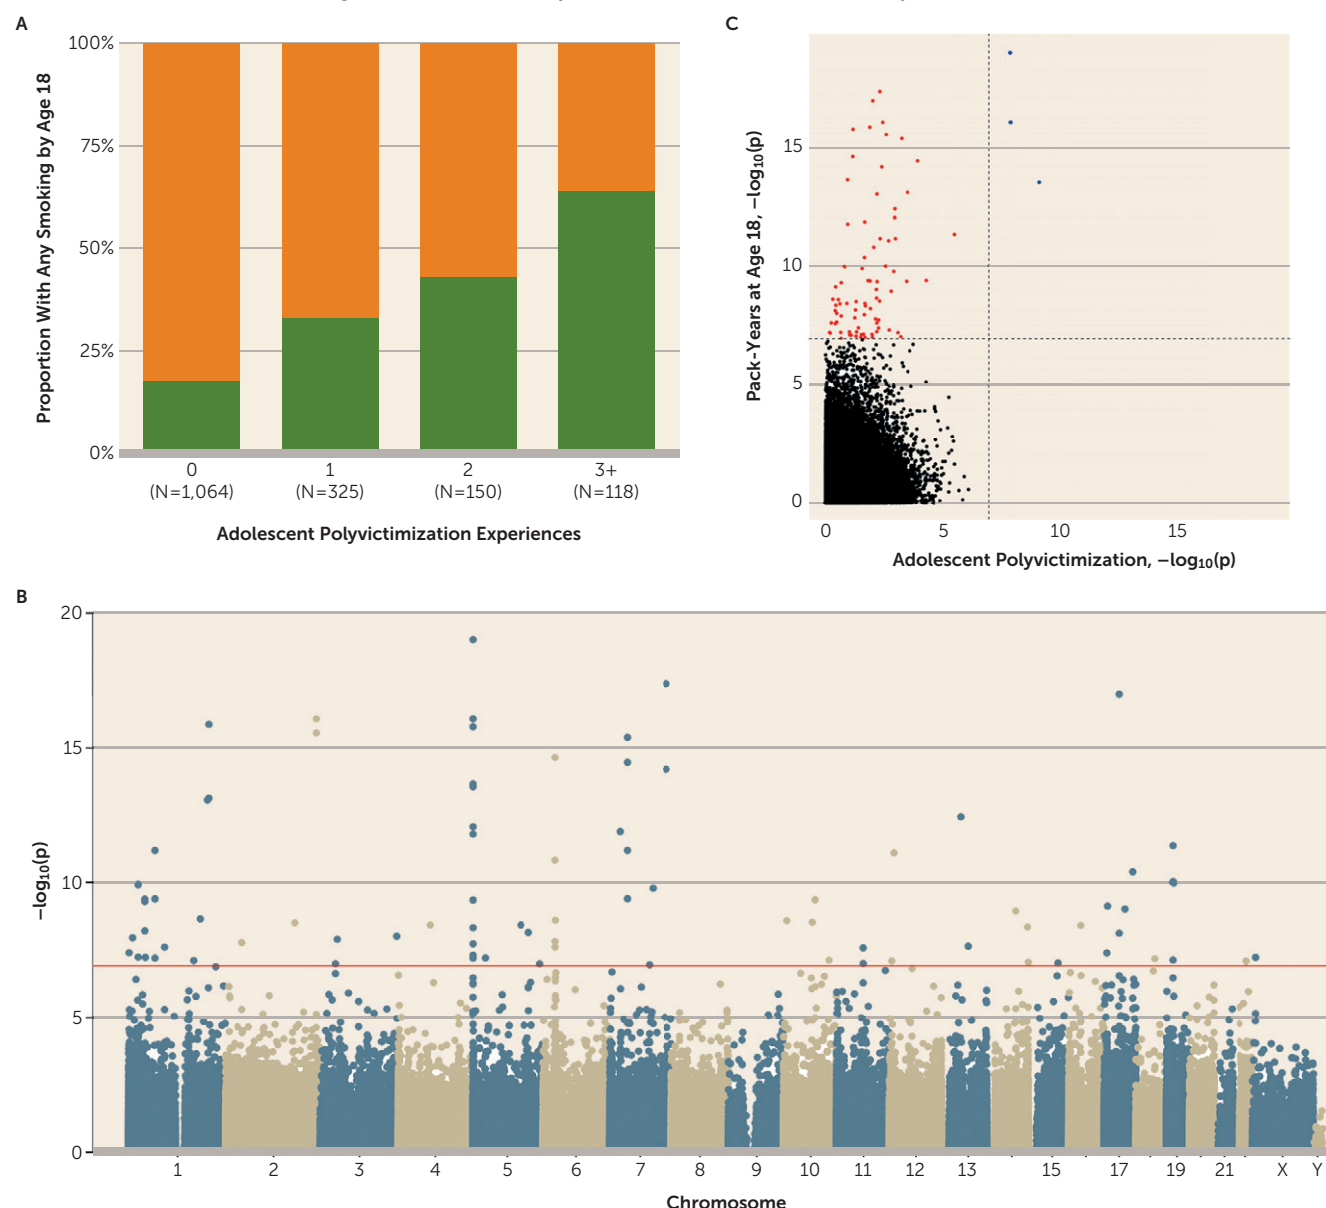 A
Proportion With Any Smoking by Age 18
100%
75%
50%
25%
0%
0
(N=1,064)
1
(N=325)
2
(N=150)
3+
(N=118)
Adolescent Polyvictimization Experiences
C
Pack-Years at Age 18, −log10(p)
15
10
5
0
0
5
10
15
Adolescent Polyvictimization, −log10(p)
B
−log10(p)
20
15
10
5
0
1
2
3
4
5
6
7
8
9
10
11
12
13
15
17
19
21
X
Y
Chromosome